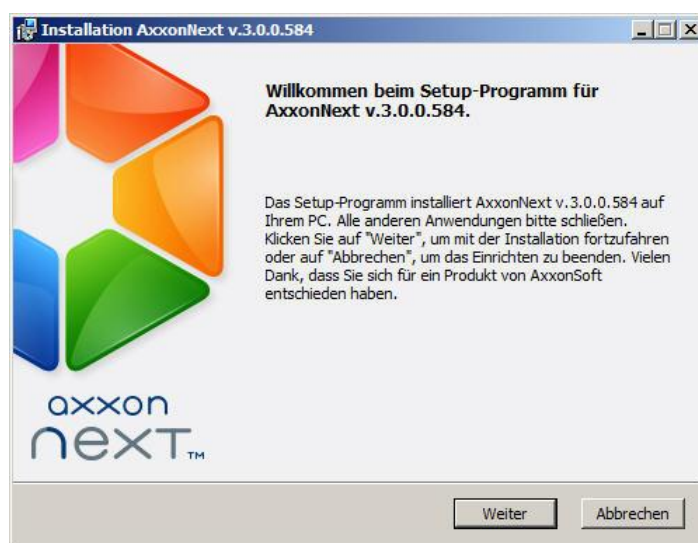 Installation AxxonNext v.3.0.0.584
Willkommen beim Setup-Programm für
AxxonNext v.3.0.0.584.
Das Setup-Programm installiert AxxonNext v.3.0.0.584 auf
Ihrem PC. Alle anderen Anwendungen bitte schließen.
Klicken Sie auf "Weiter", um mit der Installation fortzufahren
oder auf "Abbrechen", um das Einrichten zu beenden. Vielen
Dank, dass Sie sich für ein Produkt von AxxonSoft
entschieden haben.
axxon
next™
Weiter
Abbrechen